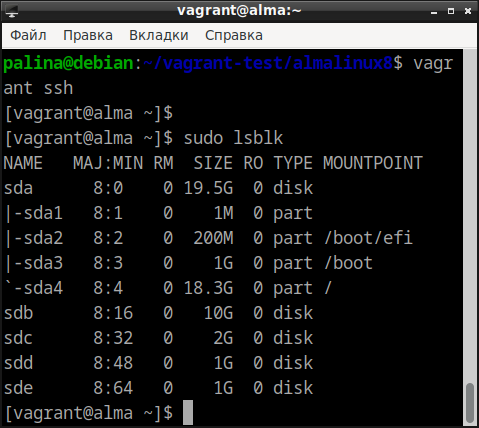 vagrant@alma:~
Файл Правка Вкладки Справка
palina@debian:~/vagrant-test/almalinux8$ vagr
ant ssh
[vagrant@alma ~]$
[vagrant@alma ~]$ sudo lsblk
NAME   MAJ:MIN RM  SIZE RO TYPE MOUNTPOINT
sda      8:0    0 19.5G  0 disk
|-sda1   8:1    0    1M  0 part
|-sda2   8:2    0  200M  0 part /boot/efi
|-sda3   8:3    0    1G  0 part /boot
`-sda4   8:4    0 18.3G  0 part /
sdb      8:16   0   10G  0 disk
sdc      8:32   0    2G  0 disk
sdd      8:48   0    1G  0 disk
sde      8:64   0    1G  0 disk
[vagrant@alma ~]$